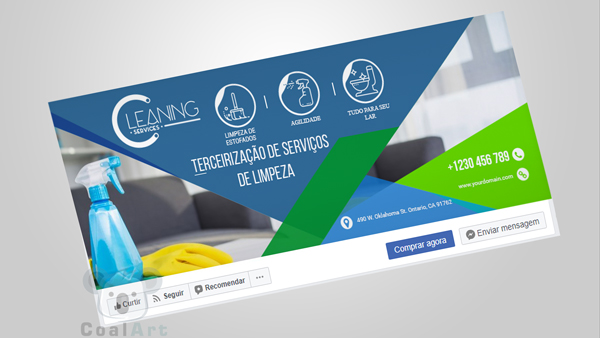 CLEANING
• SERVICES •
LIMPEZA DE
ESTOFADOS
AGILIDADE
TUDO PARA SEU
LAR
TERCEIRIZAÇÃO DE SERVIÇOS
DE LIMPEZA
+1230 456 789
www.yourdomain.com
490 W. Oklahoma St. Ontario, CA 91762
Curtir
Seguir
Recomendar
...
Comprar agora
Enviar mensagem
CoalArt